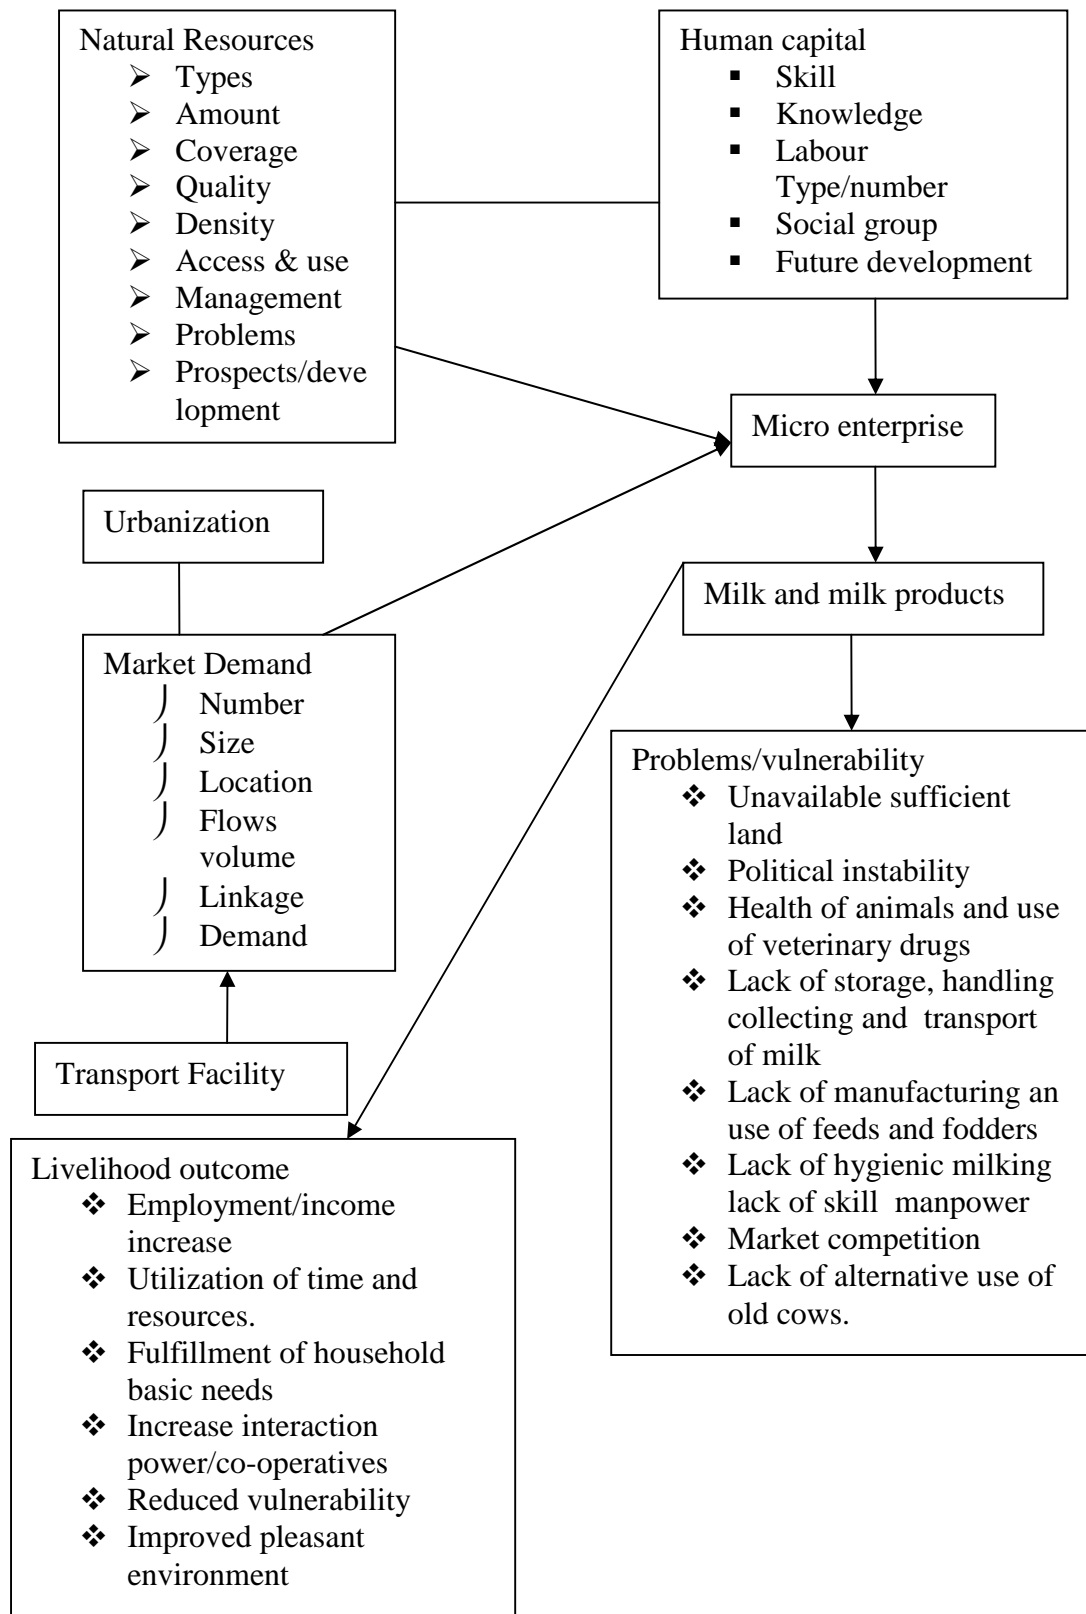 Natural Resources
➢ Types
➢ Amount
➢ Coverage
➢ Quality
➢ Density
➢ Access & use
➢ Management
➢ Problems
➢ Prospects/deve
lopment
Human capital
▪ Skill
▪ Knowledge
▪ Labour
Type/number
▪ Social group
▪ Future development
Micro enterprise
Urbanization
Milk and milk products
Market Demand
⌡ Number
⌡ Size
⌡ Location
⌡ Flows
volume
⌡ Linkage
⌡ Demand
Transport Facility
Problems/vulnerability
❖ Unavailable sufficient
land
❖ Political instability
❖ Health of animals and use
of veterinary drugs
❖ Lack of storage, handling
collecting and transport
of milk
❖ Lack of manufacturing an
use of feeds and fodders
❖ Lack of hygienic milking
lack of skill manpower
❖ Market competition
❖ Lack of alternative use of
old cows.
Livelihood outcome
❖ Employment/income
increase
❖ Utilization of time and
resources.
❖ Fulfillment of household
basic needs
❖ Increase interaction
power/co-operatives
❖ Reduced vulnerability
❖ Improved pleasant
environment